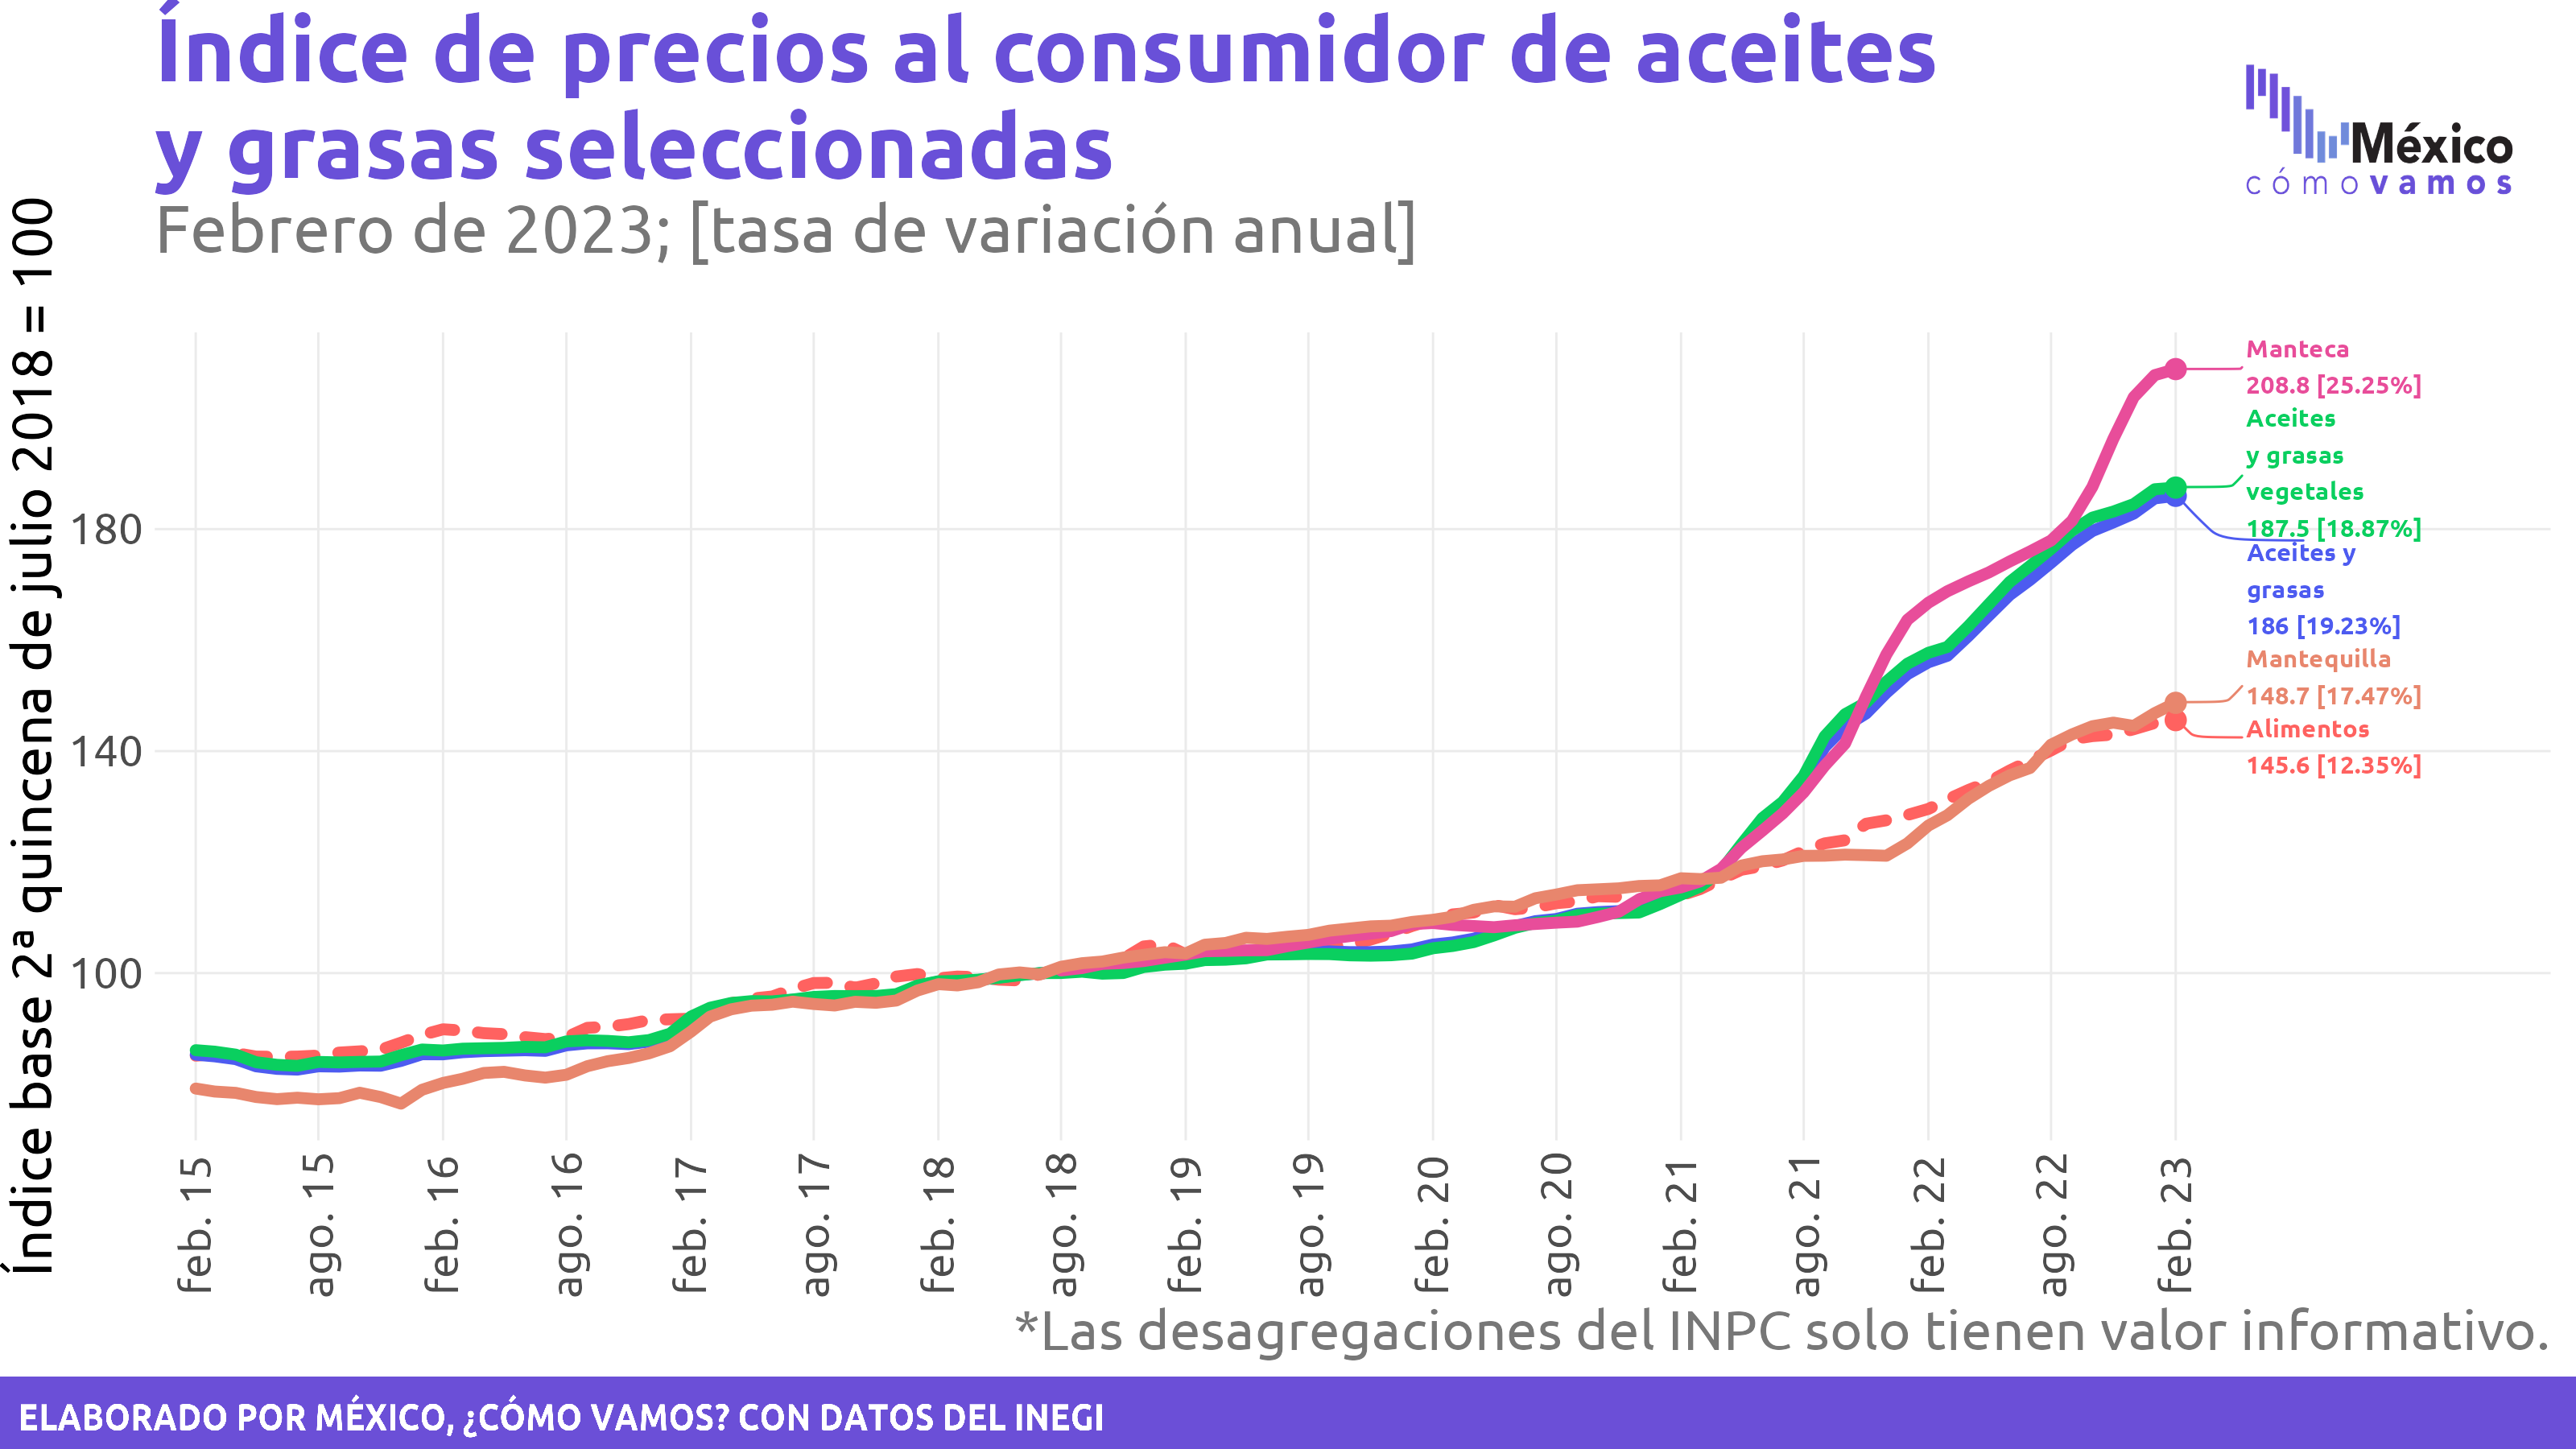 Índice de precios al consumidor de aceites
y grasas seleccionadas
Febrero de 2023; [tasa de variación anual]
México
cómo vamos
Índice base 2ª quincena de julio 2018 = 100
180
140
100
Manteca
208.8 [25.25%]
Aceites
y grasas
vegetales
187.5 [18.87%]
Aceites y
grasas
186 [19.23%]
Mantequilla
148.7 [17.47%]
Alimentos
145.6 [12.35%]
feb. 15
ago. 15
feb. 16
ago. 16
feb. 17
ago. 17
feb. 18
ago. 18
feb. 19
ago. 19
feb. 20
ago. 20
feb. 21
ago. 21
feb. 22
ago. 22
feb. 23
*Las desagregaciones del INPC solo tienen valor informativo.
ELABORADO POR MÉXICO, ¿CÓMO VAMOS? CON DATOS DEL INEGI